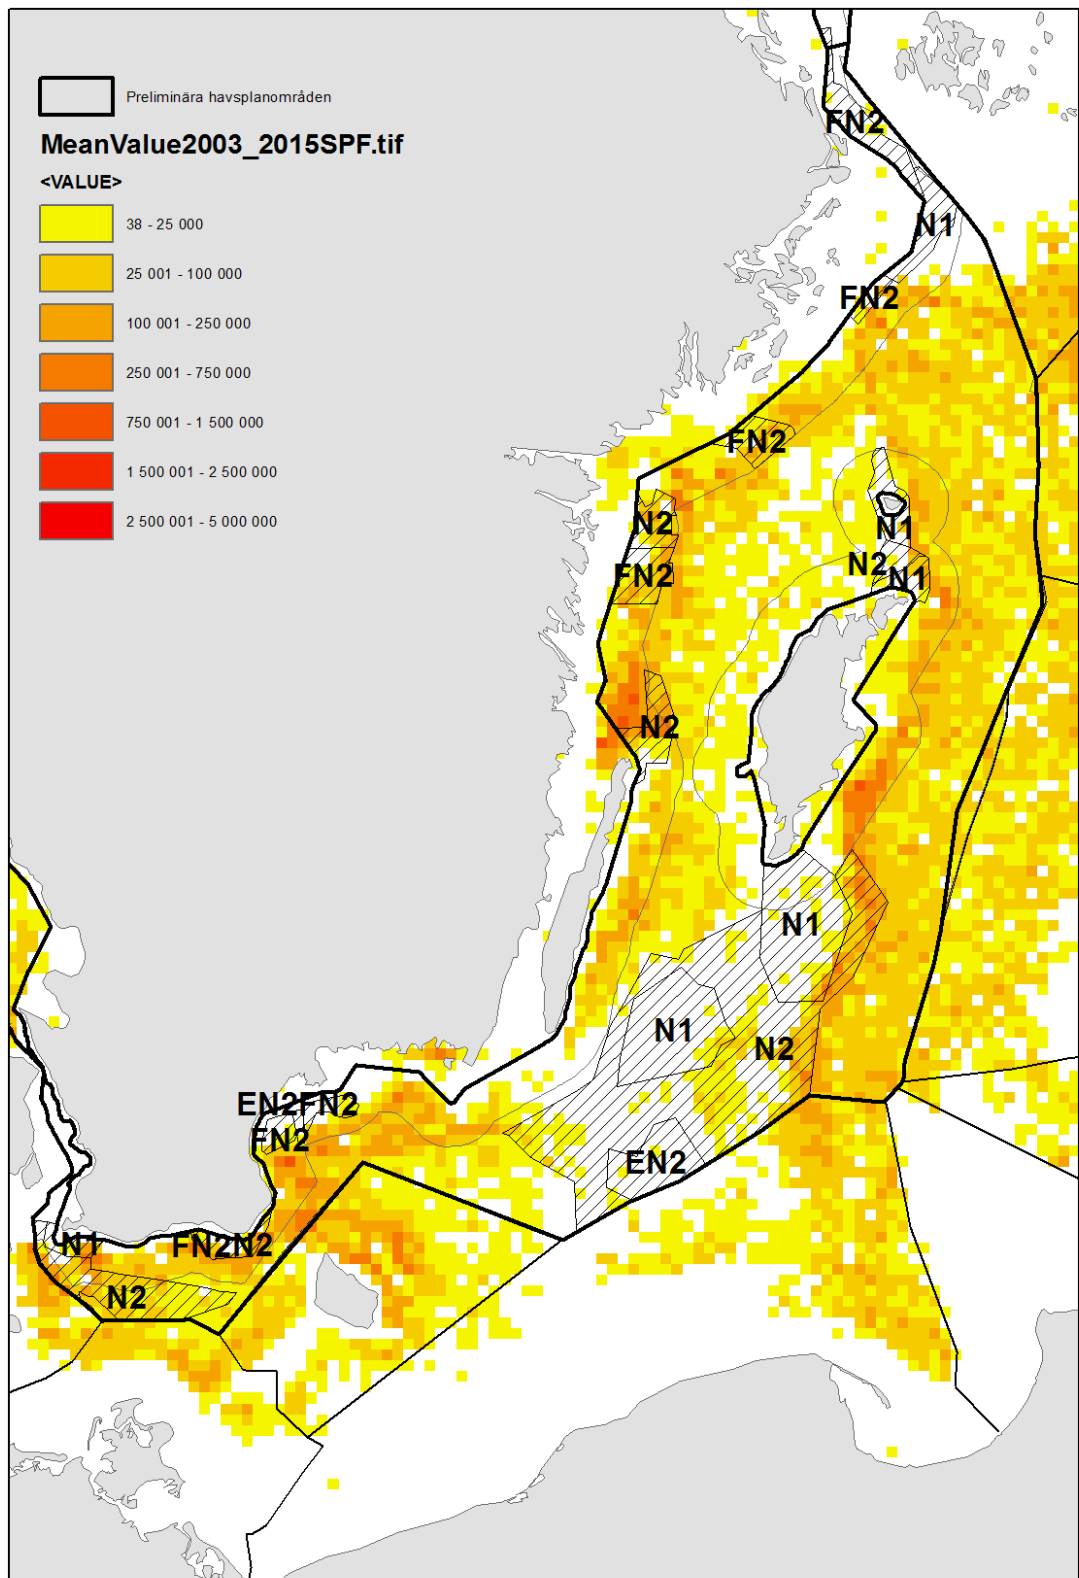 Preliminära havsplanområden
MeanValue2003_2015SPF.tif
<VALUE>
38 - 25 000
25 001 - 100 000
100 001 - 250 000
250 001 - 750 000
750 001 - 1 500 000
1 500 001 - 2 500 000
2 500 001 - 5 000 000
FN2
N1
FN2
FN2
N2
N1
N2
FN2
N1
N2
N1
N1
N2
EN2FN2
FN2
EN2
N1
FN2N2
N2